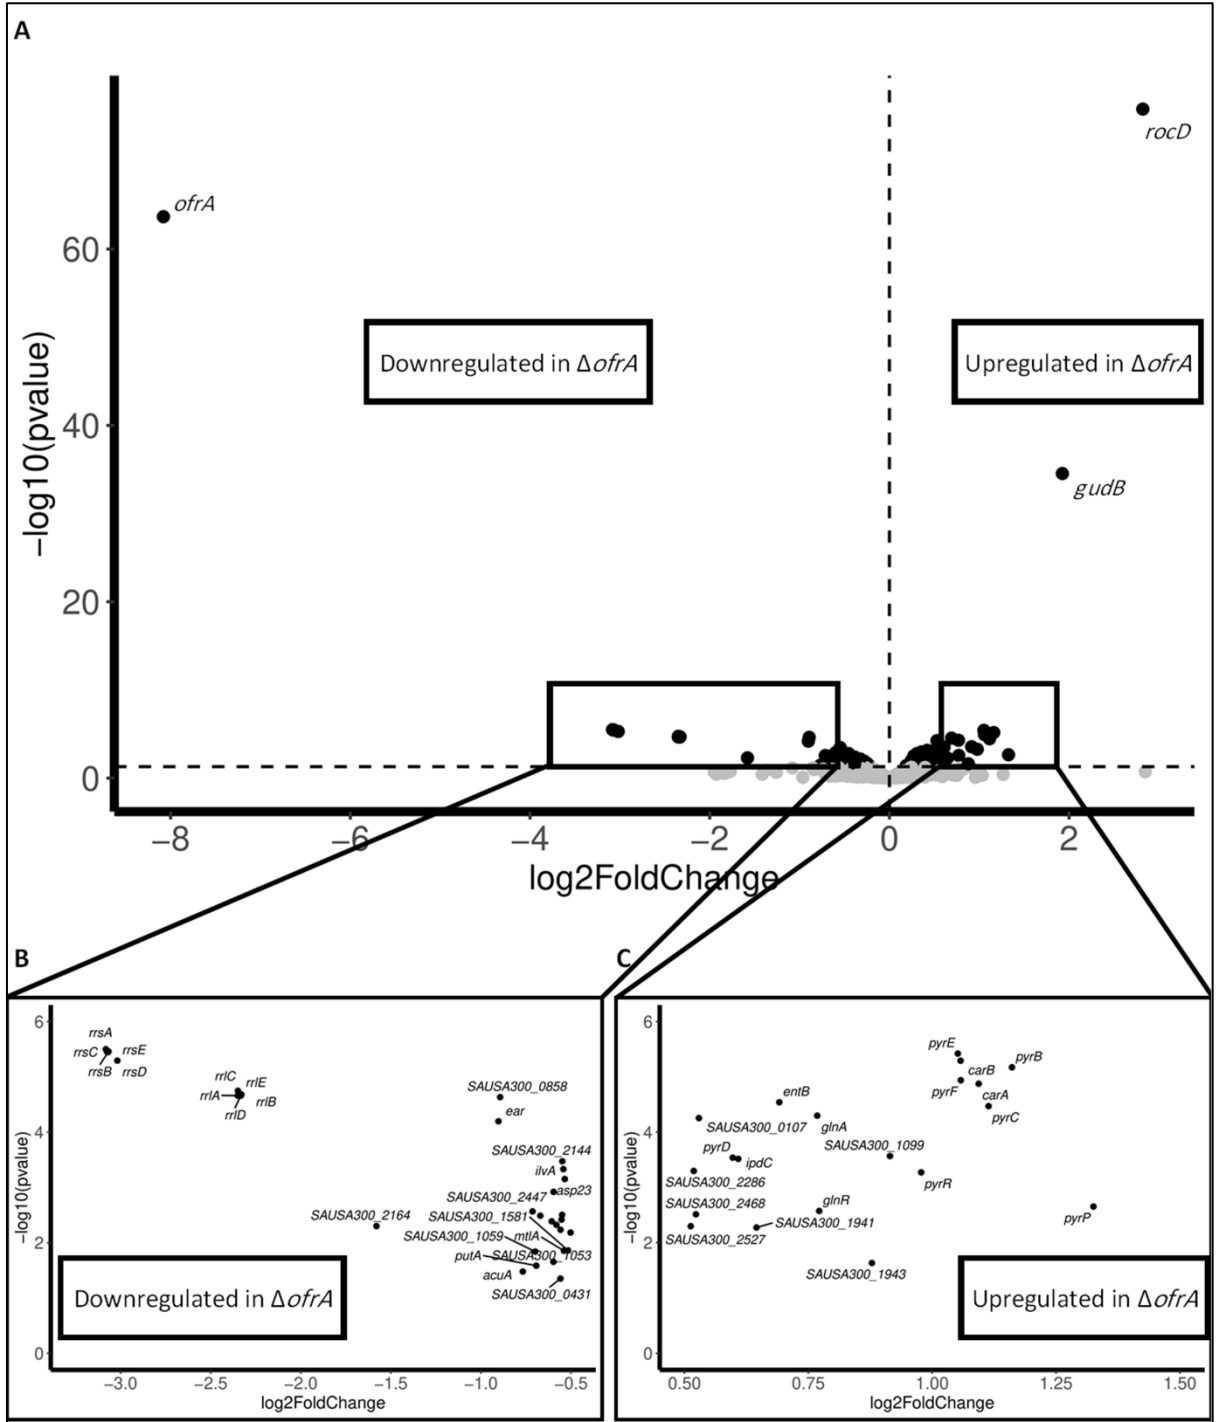 A
rocD
ofrA
60
Downregulated in ΔofrA
Upregulated in ΔofrA
−log10(pvalue)
40
gudB
20
0
−8
−6
−4
−2
0
2
log2FoldChange
B
6
rrsA
rrsC
rrsE
rrsB
rrsD
rrlC
rrlE
rrlA
rrlB
rrlD
SAUSA300_0858
ear
4
−log10(pvalue)
SAUSA300_2144
ilvA
asp23
SAUSA300_2447
SAUSA300_2164
SAUSA300_1581
SAUSA300_1059
mtlA
2
putA
SAUSA300_1053
acuA
SAUSA300_0431
Downregulated in ΔofrA
0
−3.0
−2.5
−2.0
−1.5
−1.0
−0.5
log2FoldChange
C
6
pyrE
pyrB
carB
pyrF
carA
pyrC
entB
4
SAUSA300_0107
glnA
−log10(pvalue)
pyrD
ipdC
SAUSA300_1099
SAUSA300_2286
pyrR
SAUSA300_2468
glnR
pyrP
SAUSA300_1941
2
SAUSA300_2527
SAUSA300_1943
Upregulated in ΔofrA
0
0.50
0.75
1.00
1.25
1.50
log2FoldChange